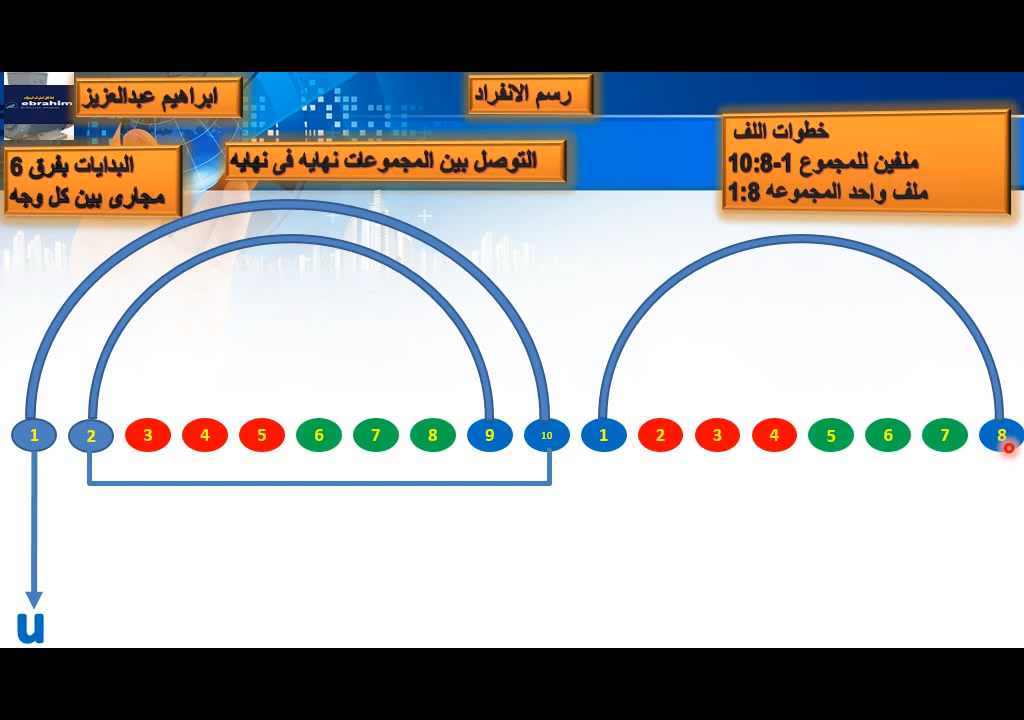 ebrahim
ابراهيم عبدالعزيز
رسم الانفراد
خطوات اللف
ملفين للمجموع 1-10:8
ملف واحد المجموعه 1:8
التوصل بين المجموعات نهايه فى نهايه
البدايات بفرق 6
مجارى بين كل وجه
1 2 3 4 5 6 7 8 9 10 1 2 3 4 5 6 7 8
u